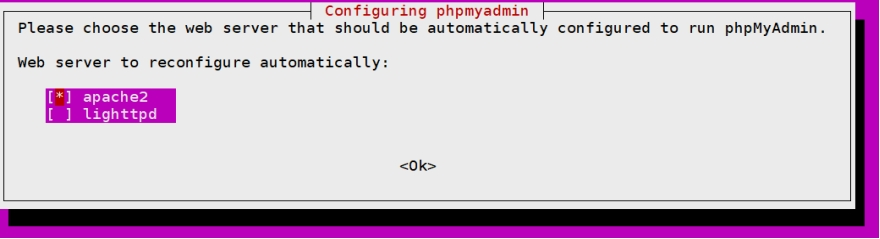 Configuring phpmyadmin
Please choose the web server that should be automatically configured to run phpMyAdmin.
Web server to reconfigure automatically:
[*] apache2
[ ] lighttpd
<Ok>